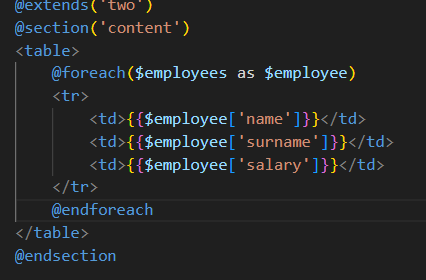 @extends('two')
@section('content')
<table>
    @foreach($employees as $employee)
    <tr>
        <td>{{$employee['name']}}</td>
        <td>{{$employee['surname']}}</td>
        <td>{{$employee['salary']}}</td>
    </tr>
    @endforeach
</table>
@endsection